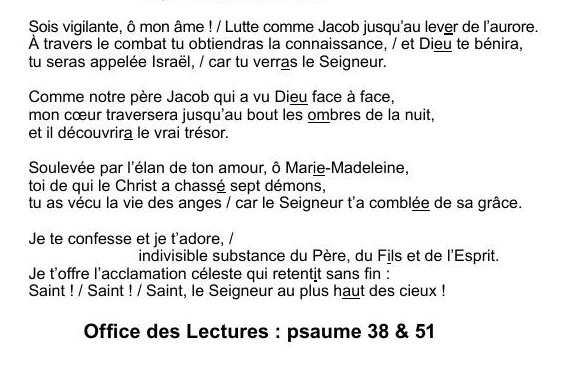 Sois vigilante, ô mon âme ! / Lutte comme Jacob jusqu'au lever de l'aurore.
À travers le combat tu obtiendras la connaissance, / et Dieu te bénira,
tu seras appelée Israël, / car tu verras le Seigneur.
Comme notre père Jacob qui a vu Dieu face à face,
mon cœur traversera jusqu'au bout les ombres de la nuit,
et il découvrira le vrai trésor.
Soulevée par l'élan de ton amour, ô Marie-Madeleine,
toi de qui le Christ a chassé sept démons,
tu as vécu la vie des anges / car le Seigneur t'a comblée de sa grâce.
Je te confesse et je t'adore, /
indivisible substance du Père, du Fils et de l'Esprit.
Je t'offre l'acclamation céleste qui retentit sans fin :
Saint ! / Saint ! / Saint, le Seigneur au plus haut des cieux !
Office des Lectures : psaume 38 & 51